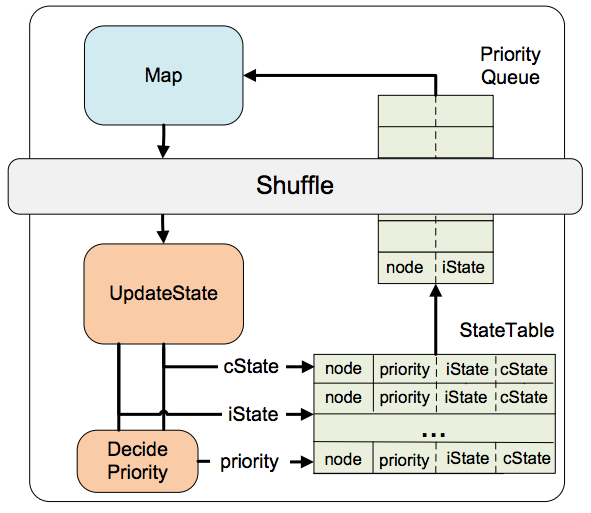 Priority
Queue
Map
Shuffle
node iState
UpdateState
StateTable
cState
node priority iState cState
node priority iState cState
iState
...
Decide
Priority
priority
node priority iState cState